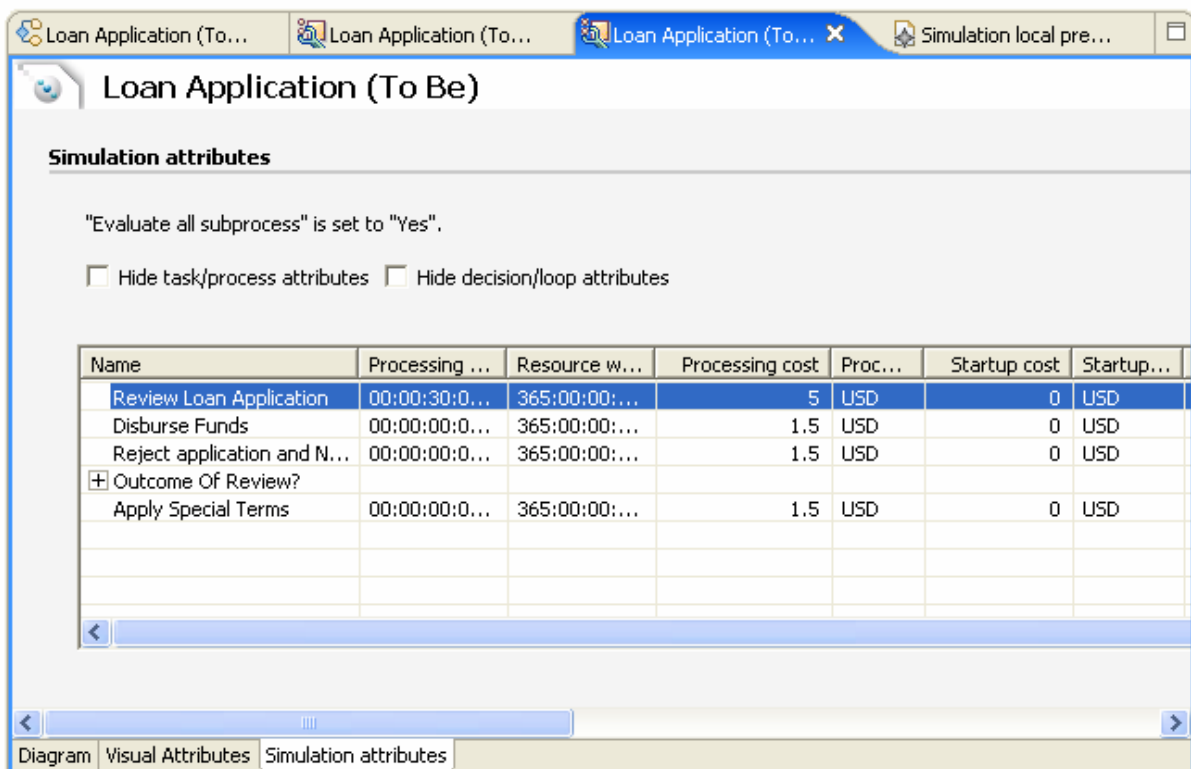 Loan Application (To... Loan Application (To... Loan Application (To... Simulation local pre...
Loan Application (To Be)
Simulation attributes
"Evaluate all subprocess" is set to "Yes".
Hide task/process attributes Hide decision/loop attributes
Name Processing ... Resource w... Processing cost Proc... Startup cost Startup...
Review Loan Application 00:00:30:0... 365:00:00:... 5 USD 0 USD
Disburse Funds 00:00:00:0... 365:00:00:... 1.5 USD 0 USD
Reject application and N... 00:00:00:0... 365:00:00:... 1.5 USD 0 USD
Outcome Of Review?
Apply Special Terms 00:00:00:0... 365:00:00:... 1.5 USD 0 USD
Diagram Visual Attributes Simulation attributes